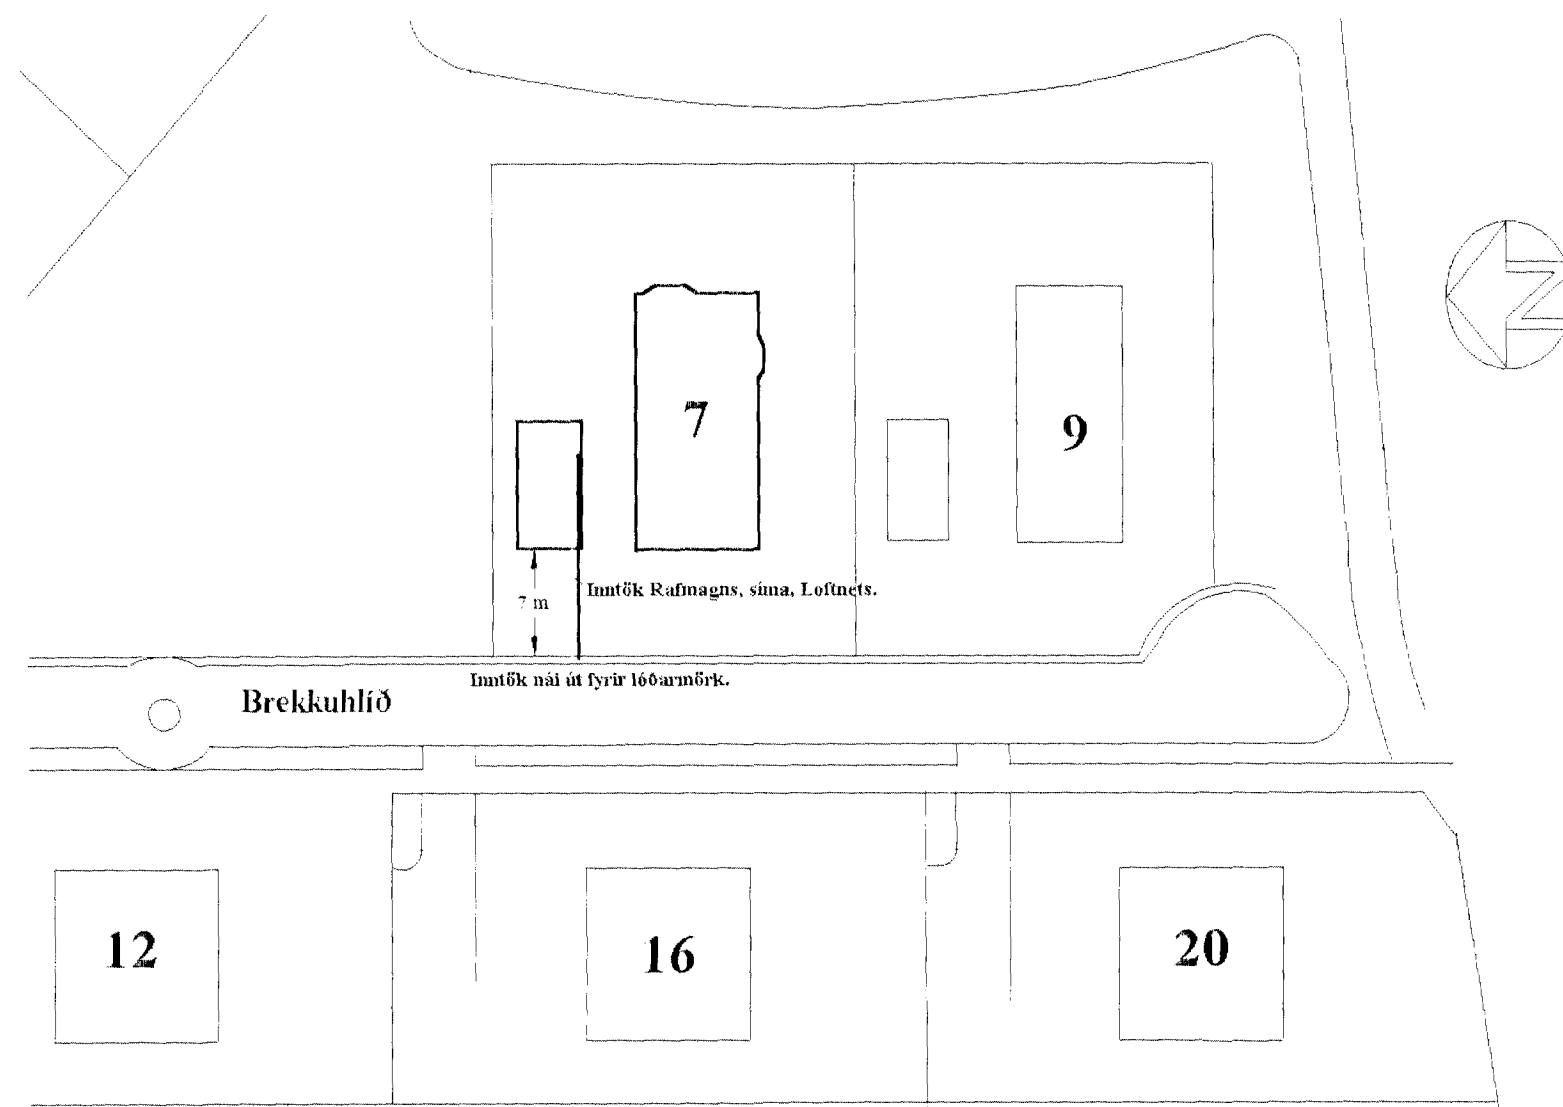 7
9
Inntök Rafmagns, síma, Loftnets.
7 m
Inntök nái út fyrir lóðarmörk.
Brekkuhlíð
12
16
20
N